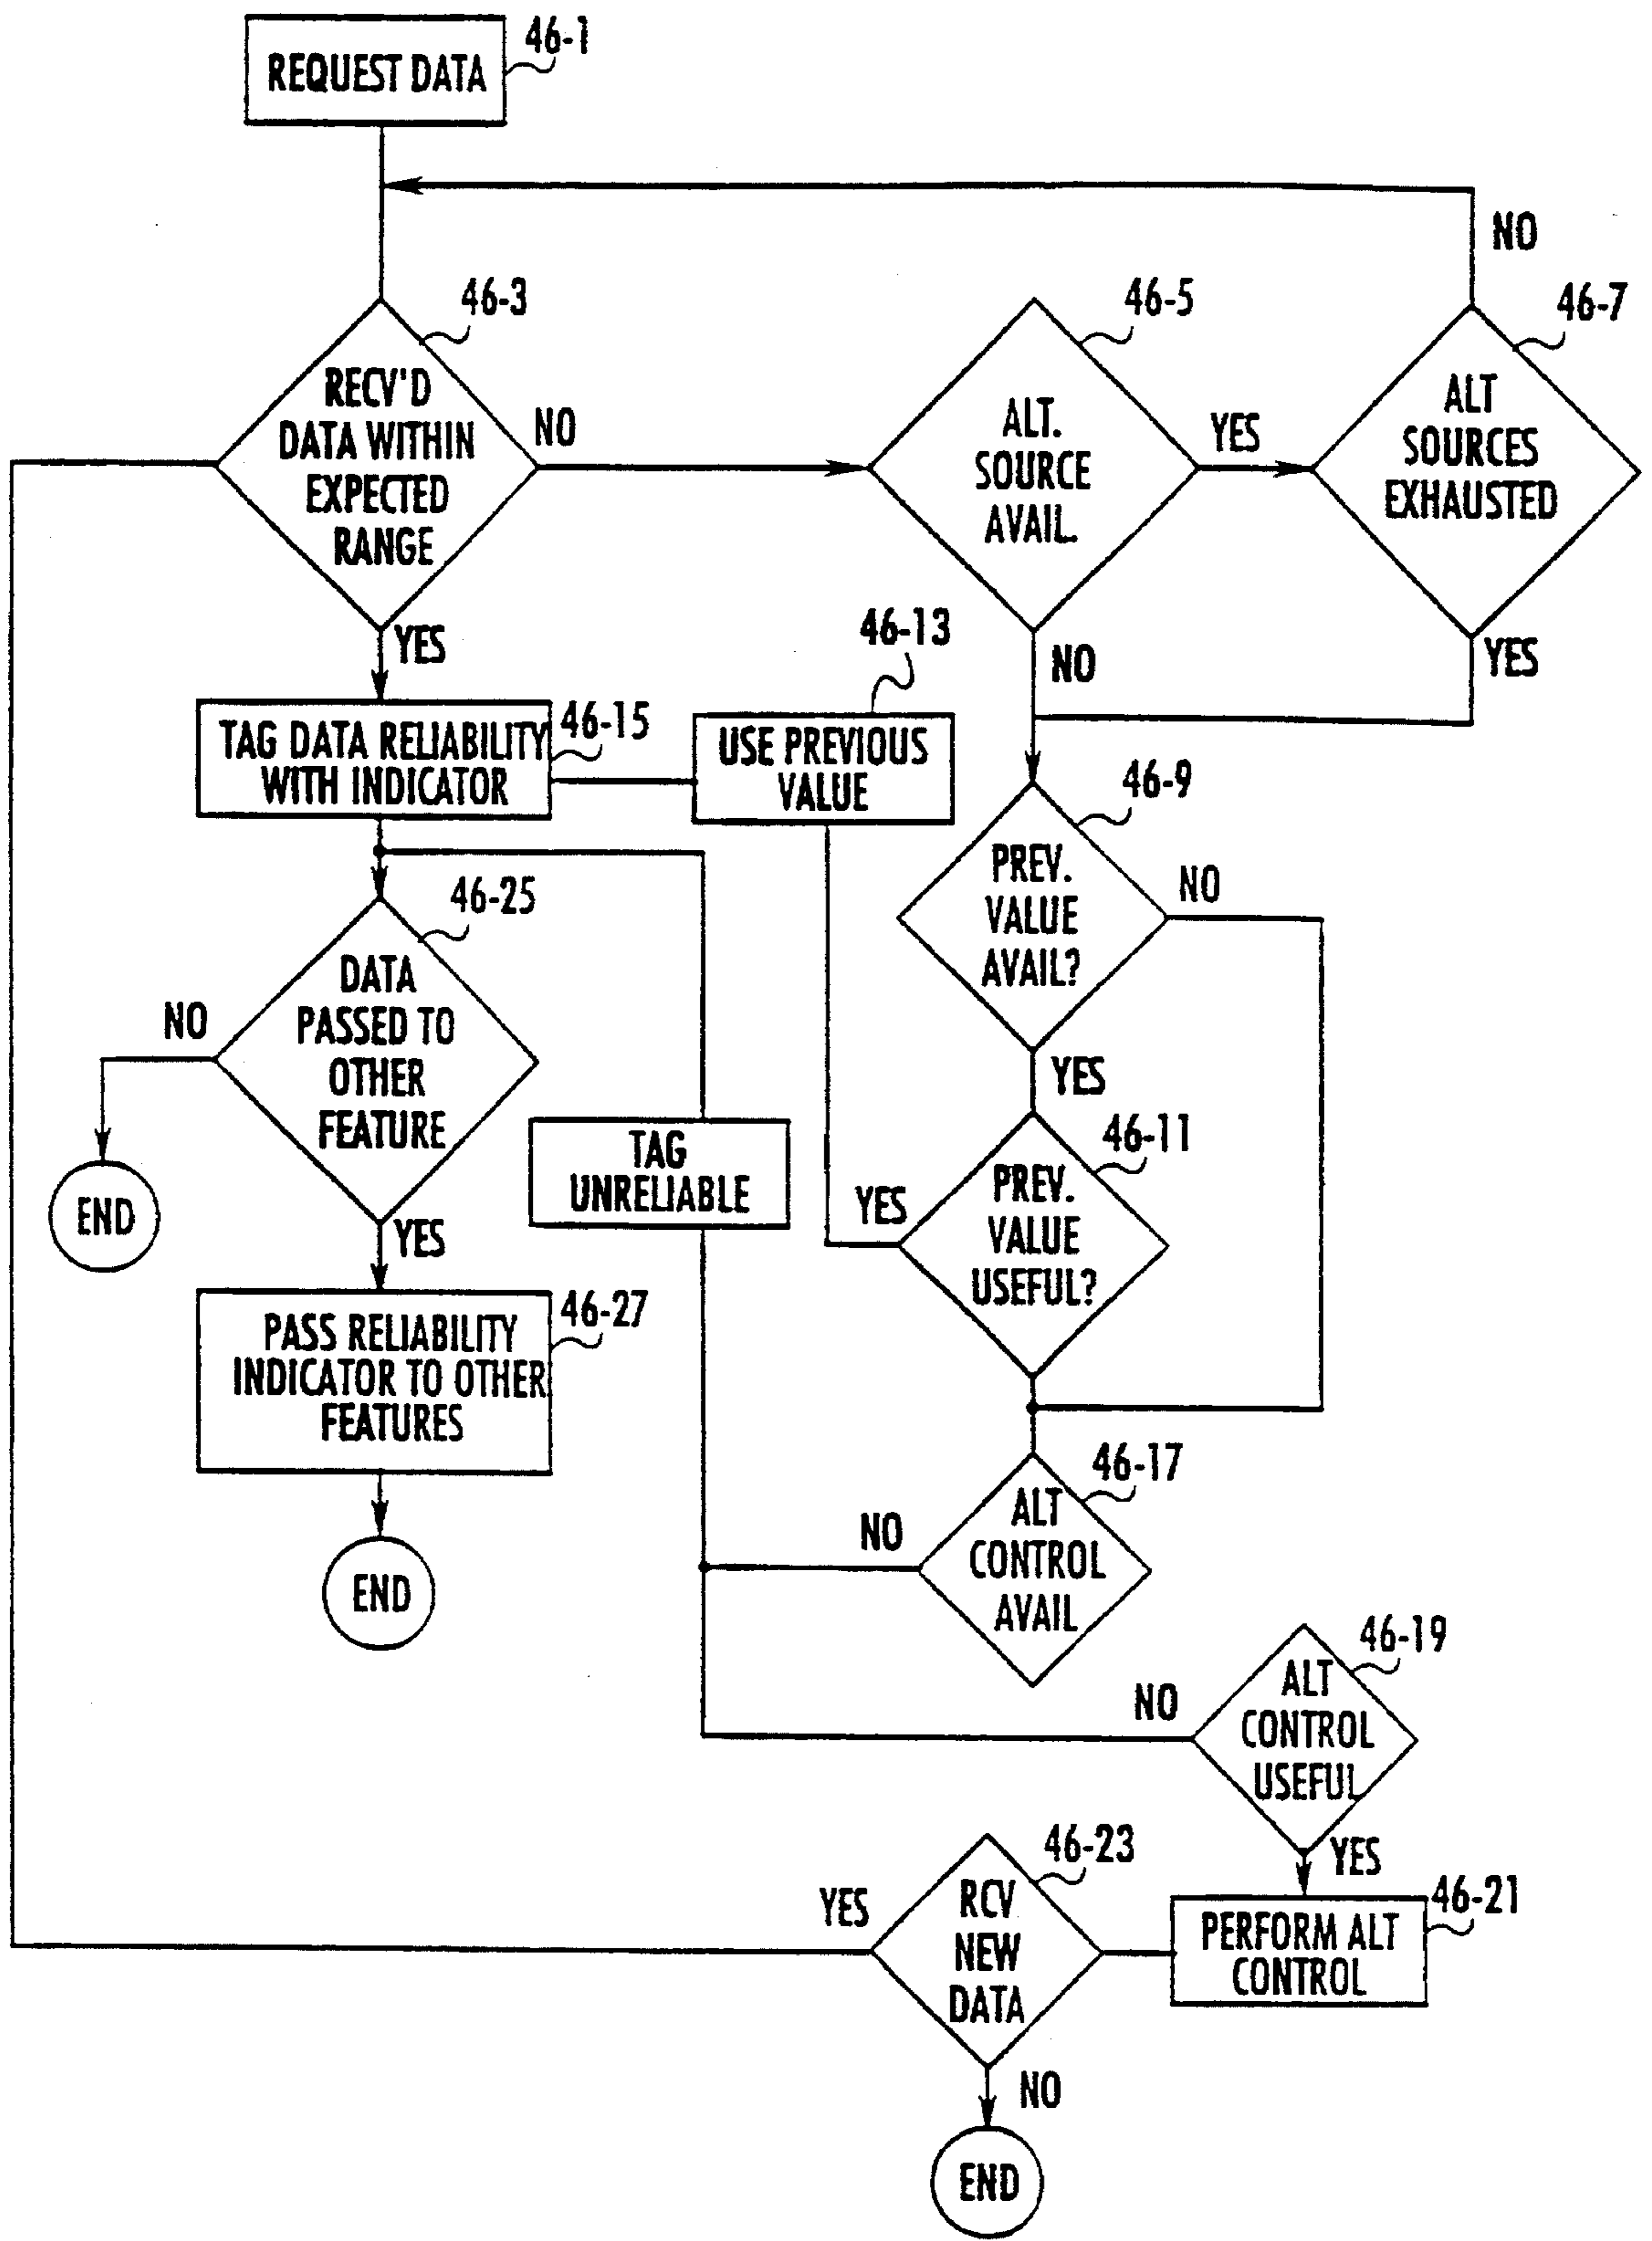 REQUEST DATA
46-1
NO
46-3
RECV'D
DATA WITHIN
EXPECTED
RANGE
NO
YES
46-5
ALT.
SOURCE
AVAIL.
YES
NO
46-7
ALT
SOURCES
EXHAUSTED
YES
46-13
USE PREVIOUS
VALUE
TAG DATA RELIABILITY
WITH INDICATOR
46-15
46-9
PREV.
VALUE
AVAIL?
NO
YES
46-25
DATA
PASSED TO
OTHER
FEATURE
NO
END
YES
TAG
UNRELIABLE
46-11
PREV.
VALUE
USEFUL?
YES
PASS RELIABILITY
INDICATOR TO OTHER
FEATURES
46-27
END
46-17
ALT
CONTROL
AVAIL
NO
46-19
ALT
CONTROL
USEFUL
NO
YES
46-21
PERFORM ALT
CONTROL
46-23
RCV
NEW
DATA
YES
NO
END